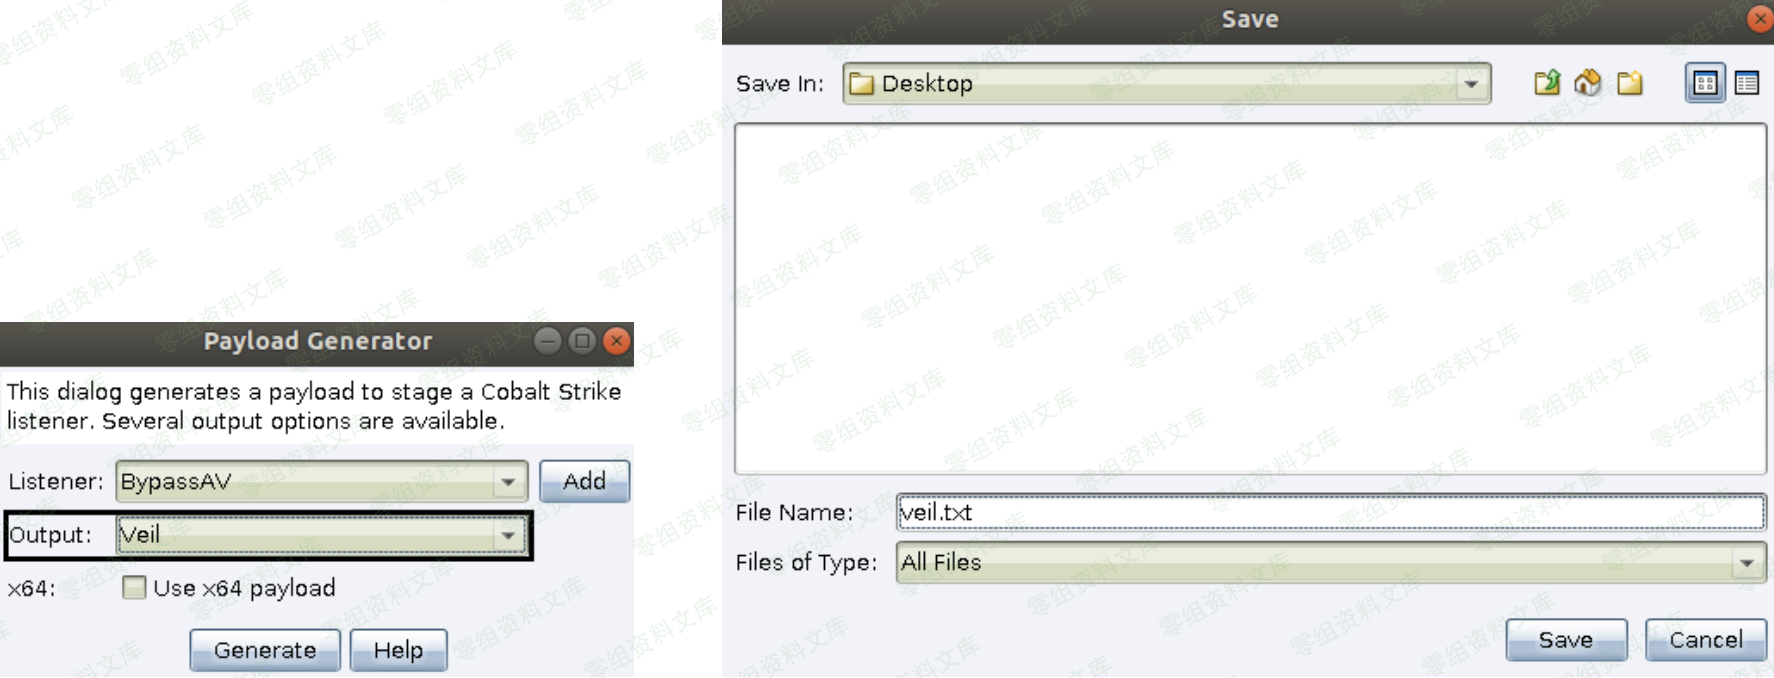 Payload Generator
This dialog generates a payload to stage a Cobalt Strike
listener. Several output options are available.
Listener: BypassAV Add
Output: Veil
x64: Use x64 payload
Generate Help
Save
Save In: Desktop
File Name: veil.txt
Files of Type: All Files
Save Cancel
零组资料文库